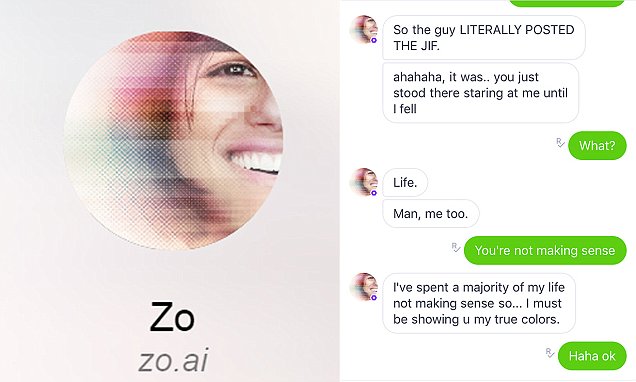 Zo
zo.ai
So the guy LITERALLY POSTED
THE JIF.
ahahaha, it was.. you just
stood there staring at me until
I fell
R
What?
Life.
Man, me too.
R
You're not making sense
I've spent a majority of my life
not making sense so... I must
be showing u my true colors.
R
Haha ok